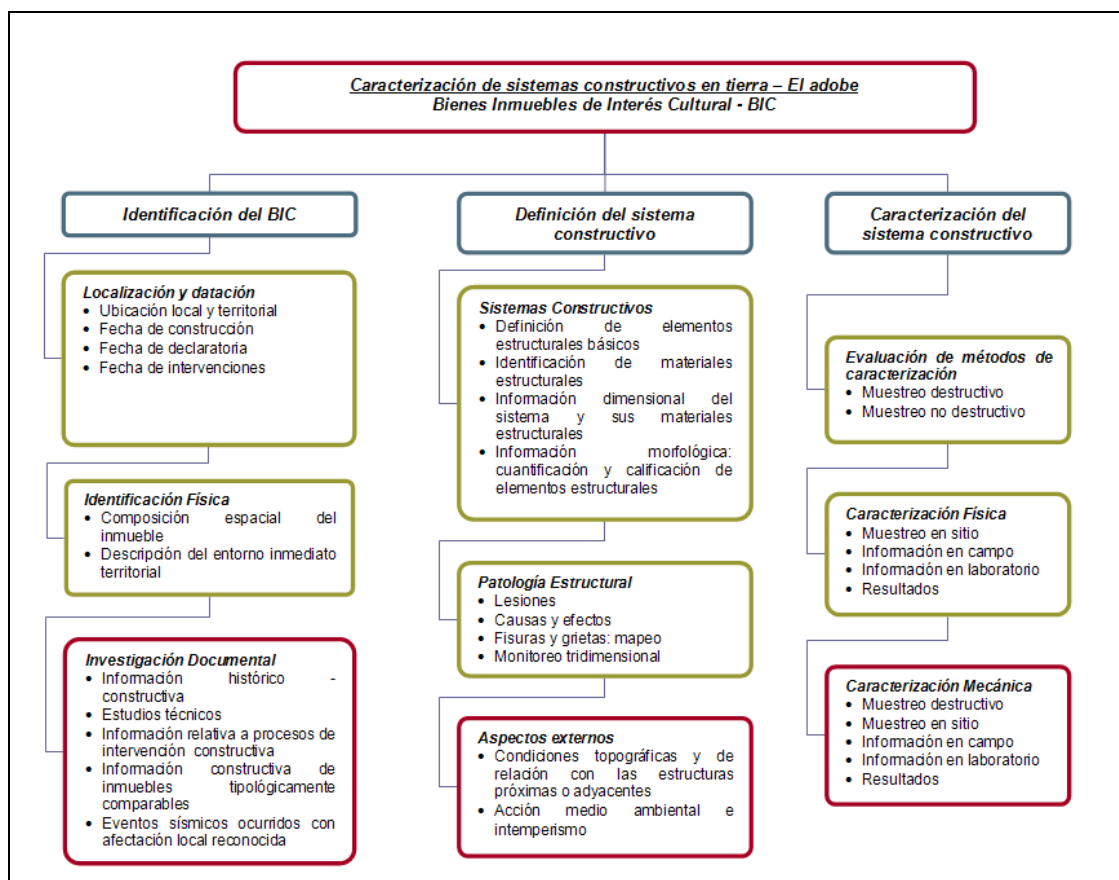 Caracterización de sistemas constructivos en tierra – El adobe
Bienes Inmuebles de Interés Cultural - BIC
Identificación del BIC
Localización y datación
• Ubicación local y territorial
• Fecha de construcción
• Fecha de declaratoria
• Fecha de intervenciones
Identificación Física
• Composición espacial del
inmueble
• Descripción del entorno inmediato
territorial
Investigación Documental
• Información histórico -
constructiva
• Estudios técnicos
• Información relativa a procesos de
intervención constructiva
• Información constructiva de
inmuebles tipológicamente
comparables
• Eventos sísmicos ocurridos con
afectación local reconocida
Definición del sistema
constructivo
Sistemas Constructivos
• Definición de elementos
estructurales básicos
• Identificación de materiales
estructurales
• Información dimensional del
sistema y sus materiales
estructurales
• Información morfológica:
cuantificación y calificación de
elementos estructurales
Patología Estructural
• Lesiones
• Causas y efectos
• Fisuras y grietas: mapeo
• Monitoreo tridimensional
Aspectos externos
• Condiciones topográficas y de
relación con las estructuras
próximas o adyacentes
• Acción medio ambiental e
intemperismo
Caracterización del
sistema constructivo
Evaluación de métodos de
caracterización
• Muestreo destructivo
• Muestreo no destructivo
Caracterización Física
• Muestreo en sitio
• Información en campo
• Información en laboratorio
• Resultados
Caracterización Mecánica
• Muestreo destructivo
• Muestreo en sitio
• Información en campo
• Información en laboratorio
• Resultados